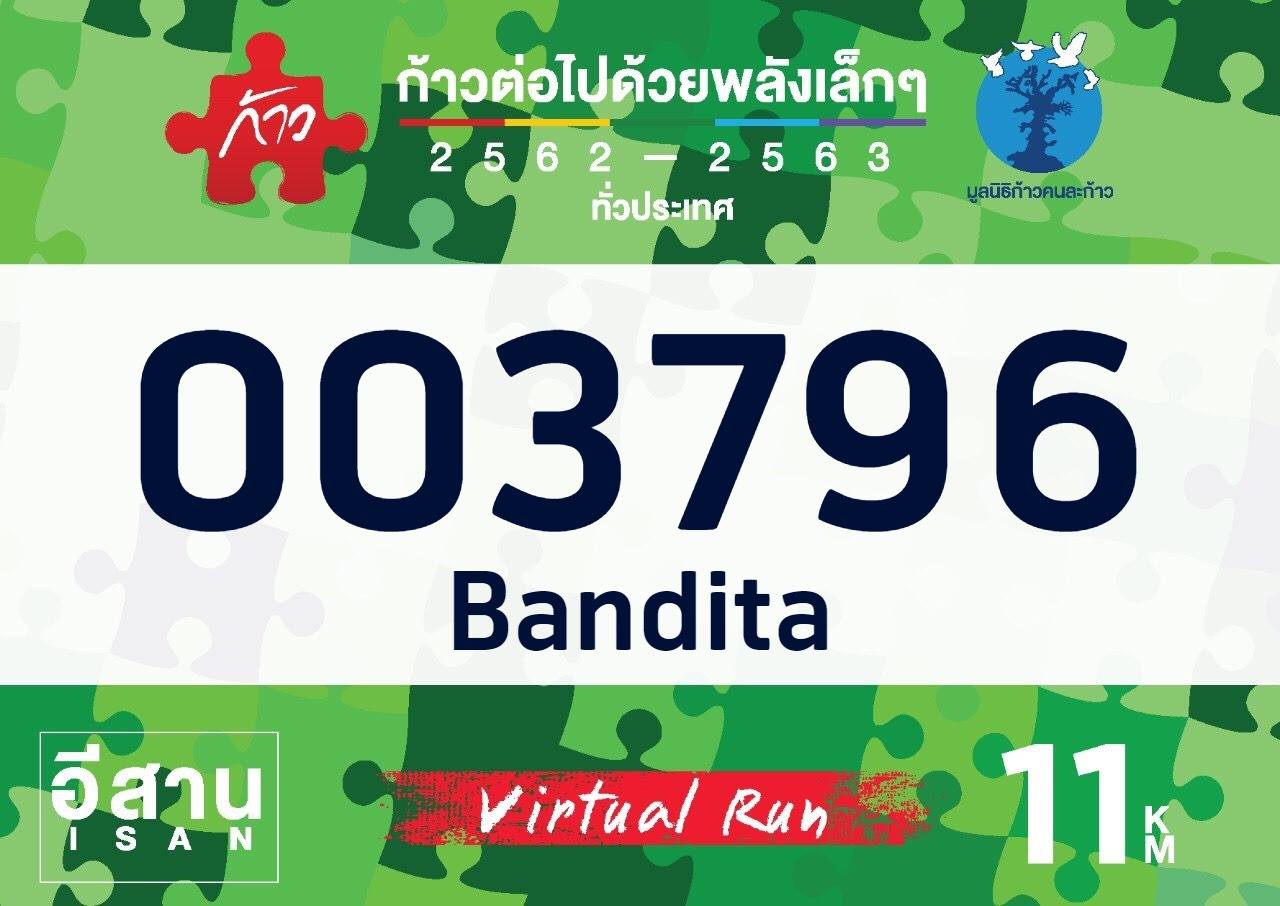 ก้าว
ก้าวต่อไปด้วยพลังเล็กๆ
2562 — 2563
ทั่วประเทศ
มูลนิธิก้าวคนละก้าว
003796
Bandita
อีสาน
ISAN
Virtual Run
11 KM